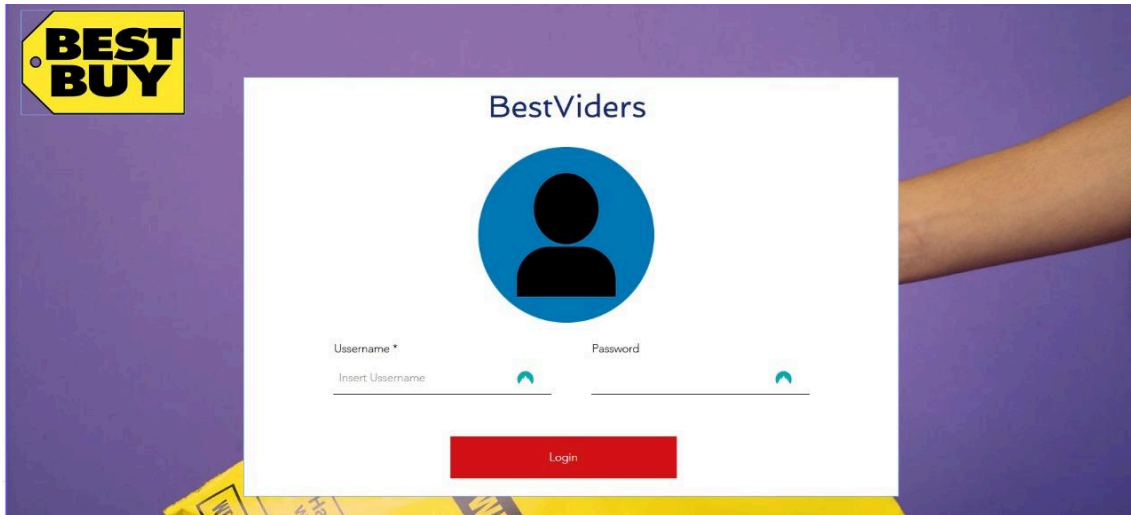 BEST
BUY
BestViders
Ussername *
Password
Insert Ussername
Login